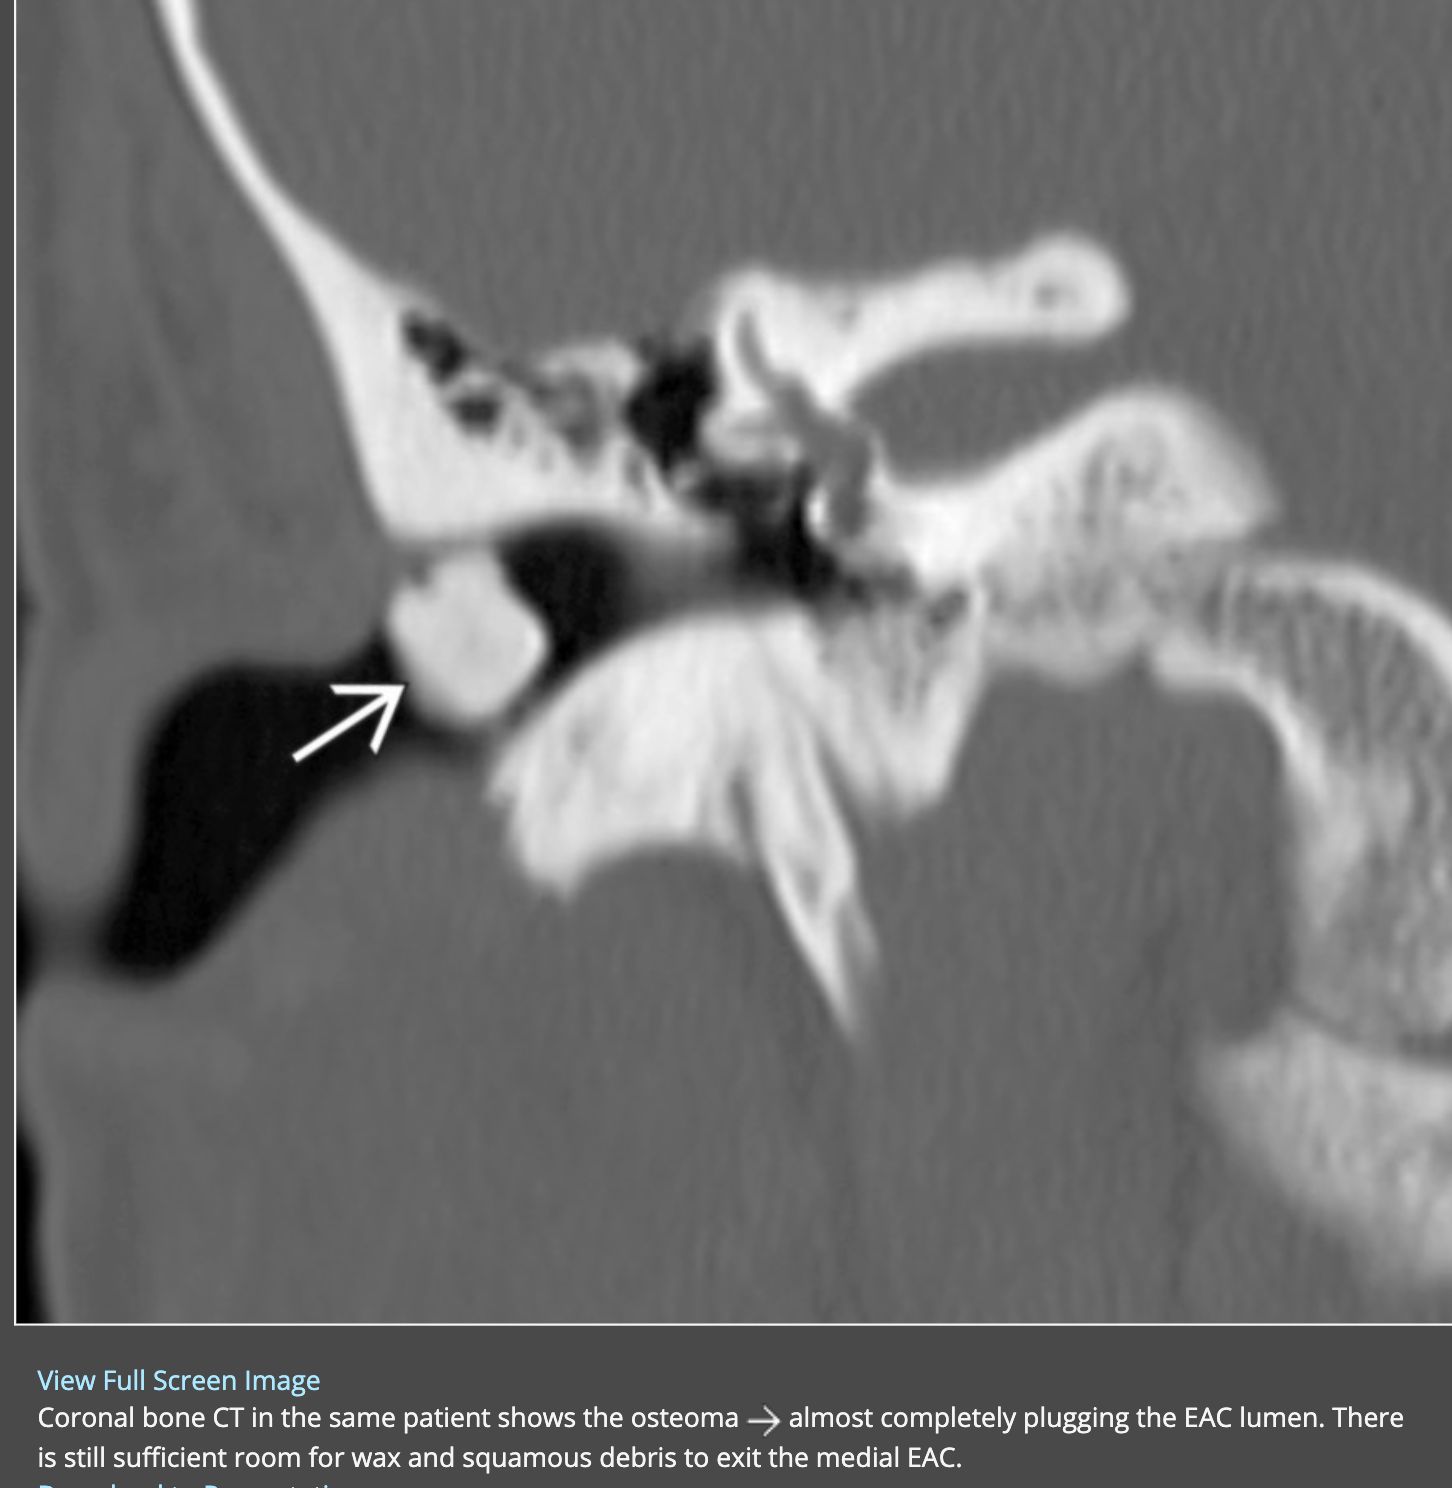 View Full Screen Image
Coronal bone CT in the same patient shows the osteoma → almost completely plugging the EAC lumen. There
is still sufficient room for wax and squamous debris to exit the medial EAC.